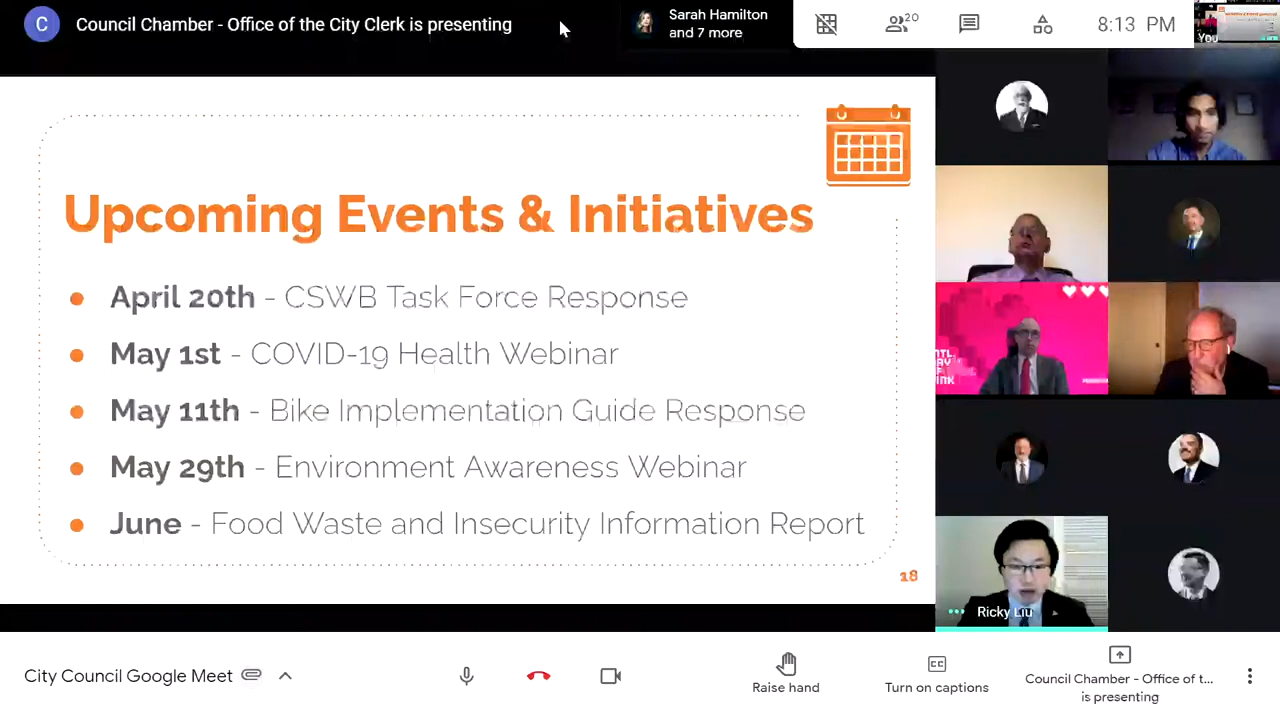 C
Council Chamber - Office of the City Clerk is presenting
Sarah Hamilton
and 7 more
20
8:13 PM
You
Upcoming Events & Initiatives
April 20th - CSWB Task Force Response
May 1st - COVID-19 Health Webinar
May 11th - Bike Implementation Guide Response
May 29th - Environment Awareness Webinar
June - Food Waste and Insecurity Information Report
18
Ricky Liu
City Council Google Meet
Raise hand
CC
Turn on captions
Council Chamber - Office of t...
is presenting